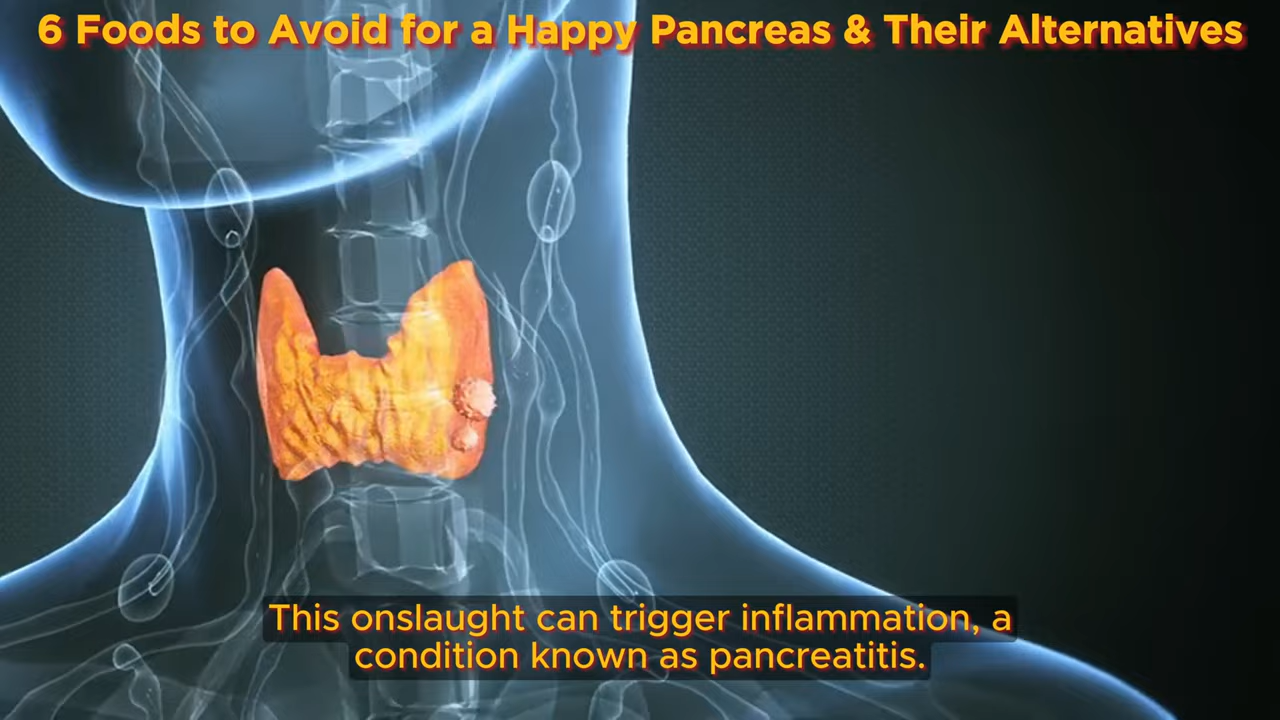 6 Foods to Avoid for a Happy Pancreas & Their Alternatives
This onslaught can trigger inflammation, a
condition known as pancreatitis.